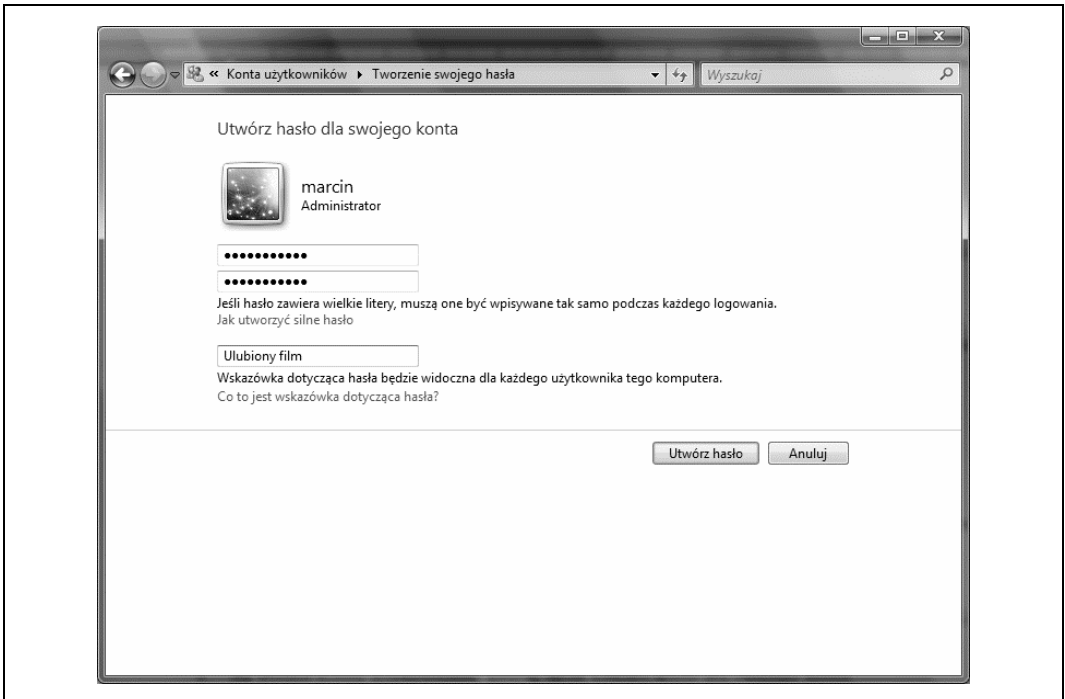 « Konta użytkowników ▸ Tworzenie swojego hasła Wyszukaj
Utwórz hasło dla swojego konta
marcin
Administrator
●●●●●●●●●●●
●●●●●●●●●●●
Jeśli hasło zawiera wielkie litery, muszą one być wpisywane tak samo podczas każdego logowania.
Jak utworzyć silne hasło
Ulubiony film
Wskazówka dotycząca hasła będzie widoczna dla każdego użytkownika tego komputera.
Co to jest wskazówka dotycząca hasła?
Utwórz hasło Anuluj